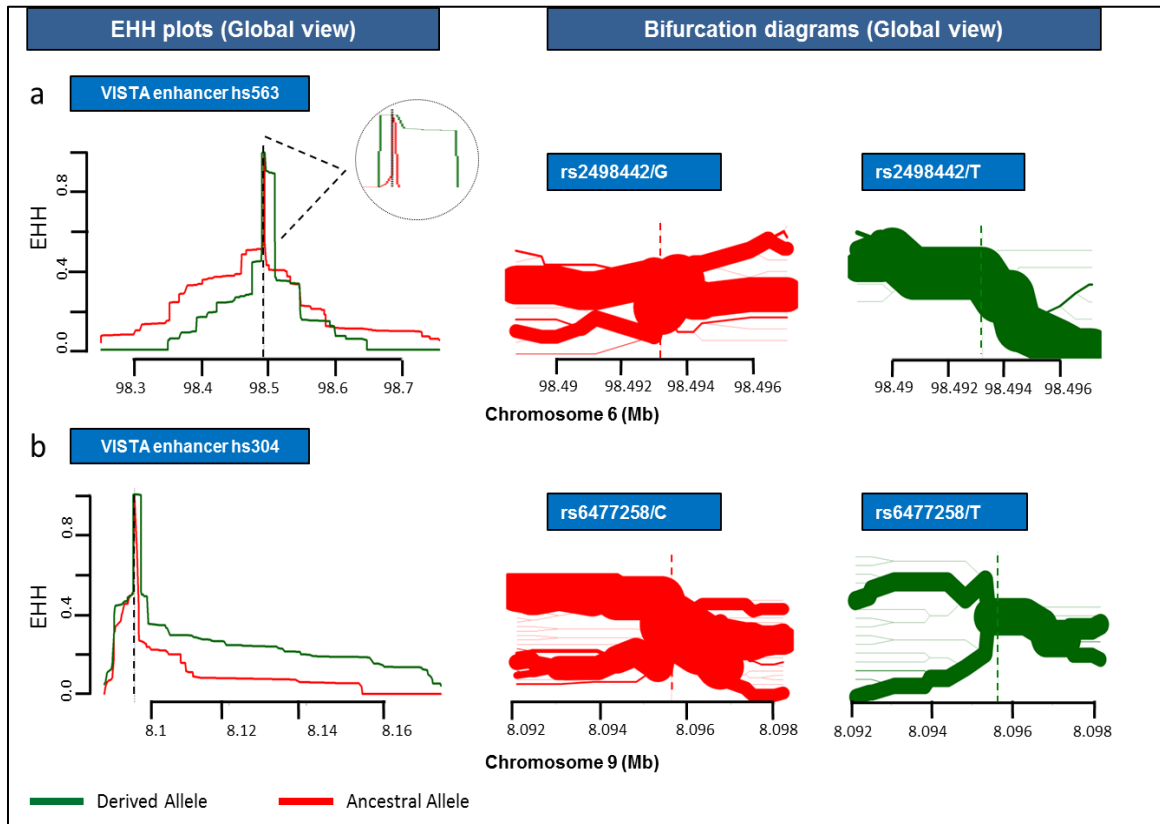 EHH plots (Global view)
Bifurcation diagrams (Global view)
a
VISTA enhancer hs563
rs2498442/G
rs2498442/T
EHH
0.8
0.4
0.0
98.3 98.4 98.5 98.6 98.7
98.49 98.492 98.494 98.496
98.49 98.492 98.494 98.496
Chromosome 6 (Mb)
b
VISTA enhancer hs304
rs6477258/C
rs6477258/T
EHH
0.8
0.4
0.0
8.1 8.12 8.14 8.16
8.092 8.094 8.096 8.098
8.092 8.094 8.096 8.098
Chromosome 9 (Mb)
Derived Allele
Ancestral Allele